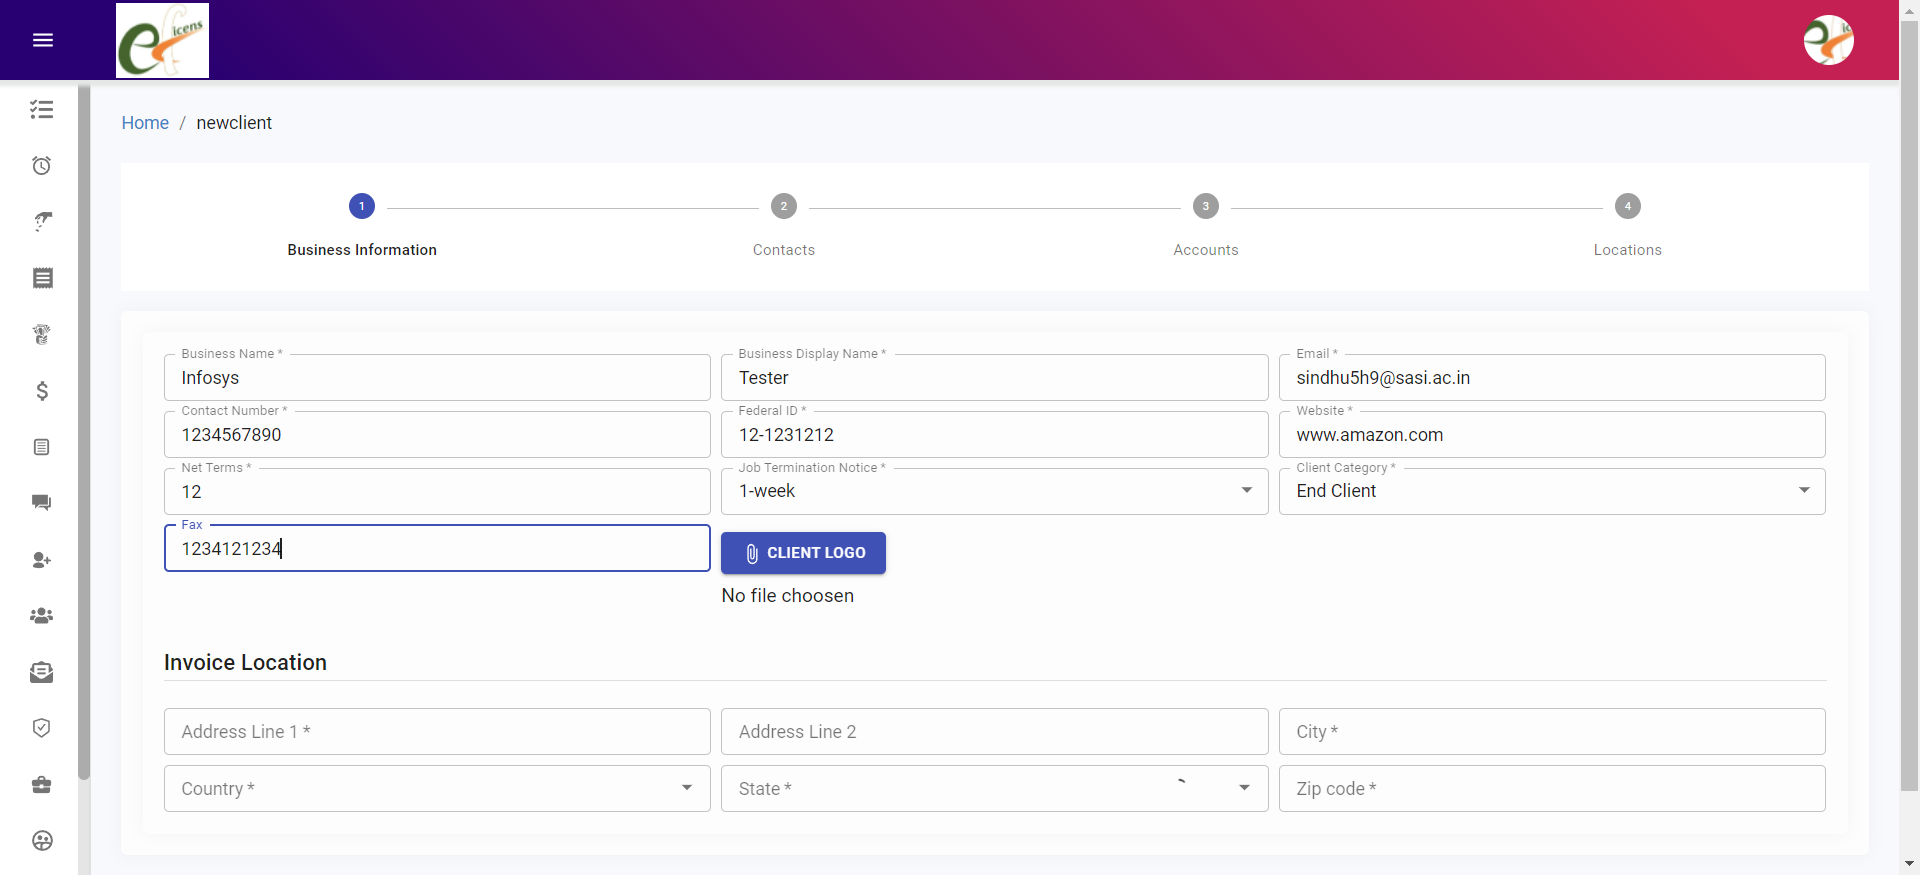 eficens
Home / newclient
1 2 3 4
Business Information Contacts Accounts Locations
Business Name * Business Display Name * Email *
Infosys Tester sindhu5h9@sasi.ac.in
Contact Number * Federal ID * Website *
1234567890 12-1231212 www.amazon.com
Net Terms * Job Termination Notice * Client Category *
12 1-week End Client
Fax
1234121234 CLIENT LOGO
No file choosen
Invoice Location
Address Line 1 * Address Line 2 City *
Country * State * Zip code *